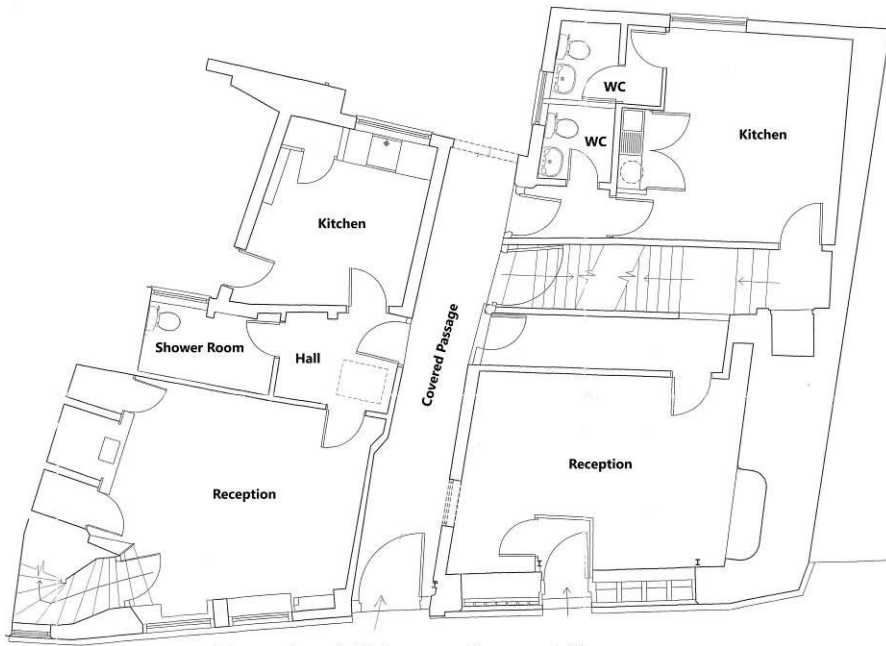 WC
WC
Kitchen
Kitchen
Shower Room
Hall
Covered Passage
Reception
Reception